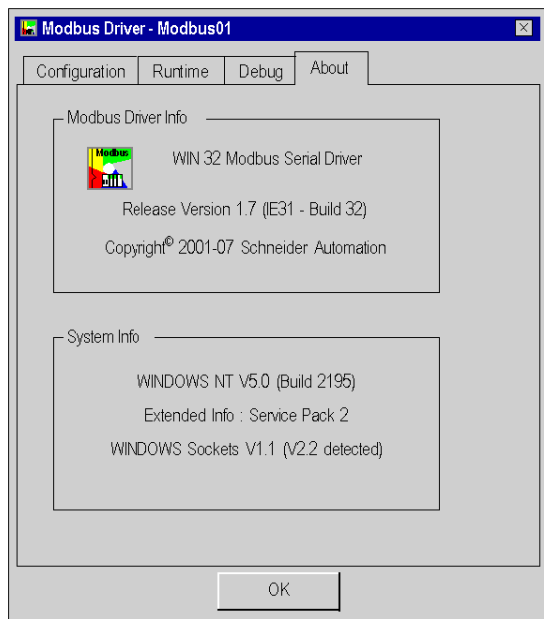 Modbus Driver - Modbus01
Configuration Runtime Debug About
Modbus Driver Info
Modbus
WIN 32 Modbus Serial Driver
Release Version 1.7 (IE31 - Build 32)
Copyright© 2001-07 Schneider Automation
System Info
WINDOWS NT V5.0 (Build 2195)
Extended Info : Service Pack 2
WINDOWS Sockets V1.1 (V2.2 detected)
OK